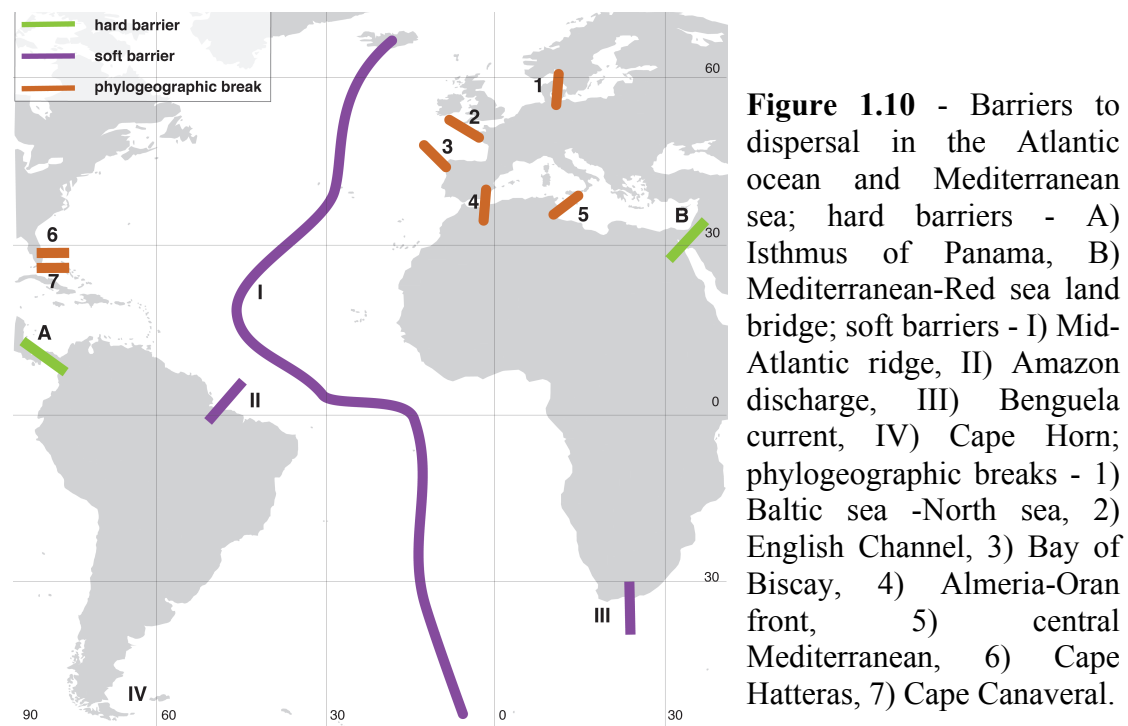 hard barrier
soft barrier
phylogeographic break
60
1
2
3
4
5
B
30
6
7
I
A
II
0
30
III
IV
90
60
30
0
30
Figure 1.10 - Barriers to
dispersal in the Atlantic
ocean and Mediterranean
sea; hard barriers - A)
Isthmus of Panama, B)
Mediterranean-Red sea land
bridge; soft barriers - I) Mid-
Atlantic ridge, II) Amazon
discharge, III) Benguela
current, IV) Cape Horn;
phylogeographic breaks - 1)
Baltic sea -North sea, 2)
English Channel, 3) Bay of
Biscay, 4) Almeria-Oran
front, 5) central
Mediterranean, 6) Cape
Hatteras, 7) Cape Canaveral.